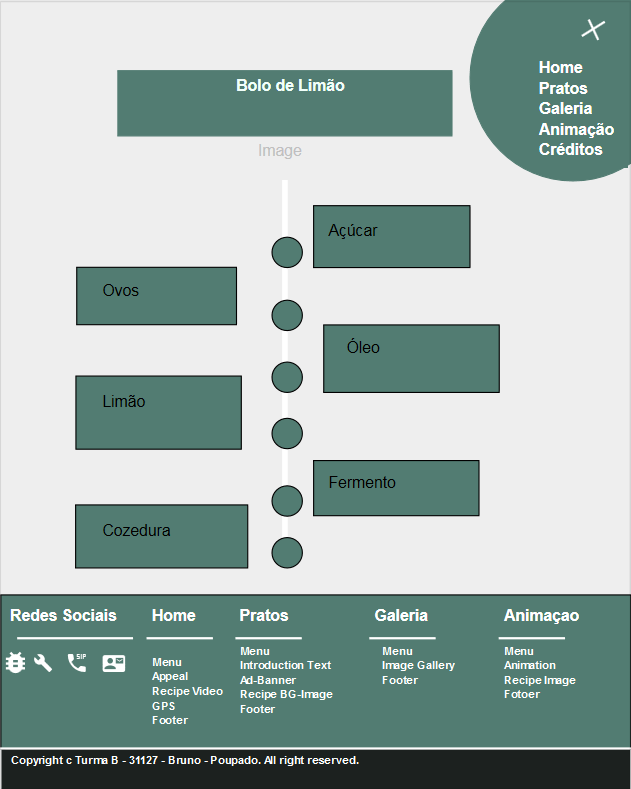 Home
Pratos
Galeria
Animação
Créditos
Bolo de Limão
Image
Açúcar
Ovos
Óleo
Limão
Fermento
Cozedura
Redes Sociais
SIP
Home
Menu
Appeal
Recipe Video
GPS
Footer
Pratos
Menu
Introduction Text
Ad-Banner
Recipe BG-Image
Footer
Galeria
Menu
Image Gallery
Footer
Animaçao
Menu
Animation
Recipe Image
Fotoer
Copyright c Turma B - 31127 - Bruno - Poupado. All right reserved.